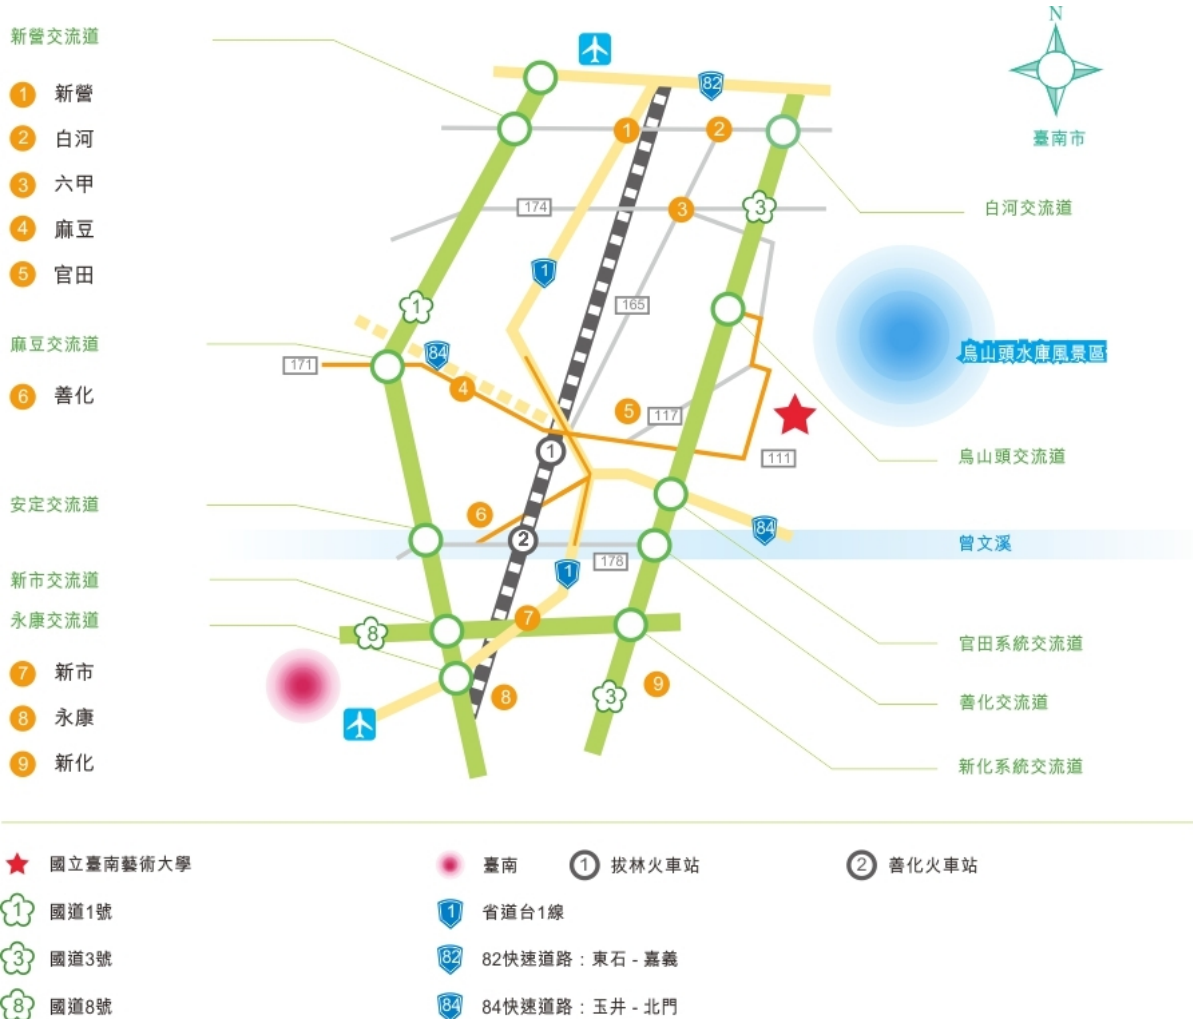 新營交流道
1 新營
2 白河
3 六甲
4 麻豆
5 官田
麻豆交流道
6 善化
安定交流道
新市交流道
永康交流道
7 新市
8 永康
9 新化
N
臺南市
82
1
2
白河交流道
174
3
3
1
1
165
烏山頭水庫風景區
84
171
4
5
117
烏山頭交流道
111
1
6
84
2
曾文溪
178
1
7
8
官田系統交流道
3
9
8
善化交流道
新化系統交流道
國立臺南藝術大學
臺南
1 拔林火車站
2 善化火車站
1 國道1號
1 省道台1線
3 國道3號
82 82快速道路：東石 - 嘉義
8 國道8號
84 84快速道路：玉井 - 北門